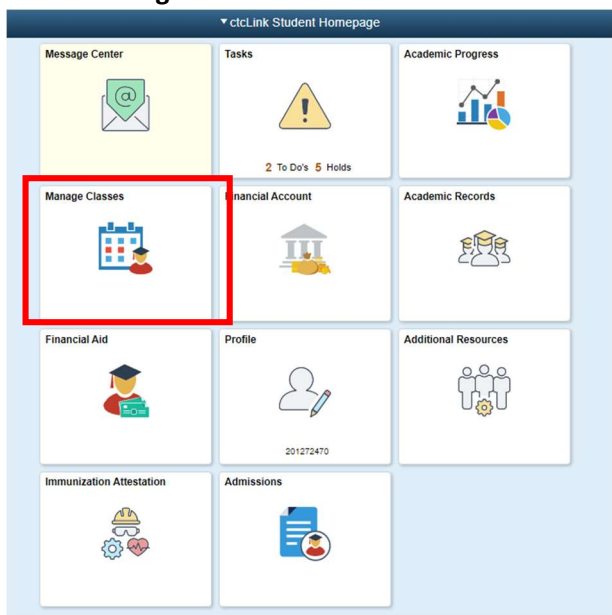 ctcLink Student Homepage
Message Center
Tasks
Academic Progress
@
2 To Do's 5 Holds
Manage Classes
Financial Account
Academic Records
Financial Aid
Profile
Additional Resources
201272470
Immunization Attestation
Admissions